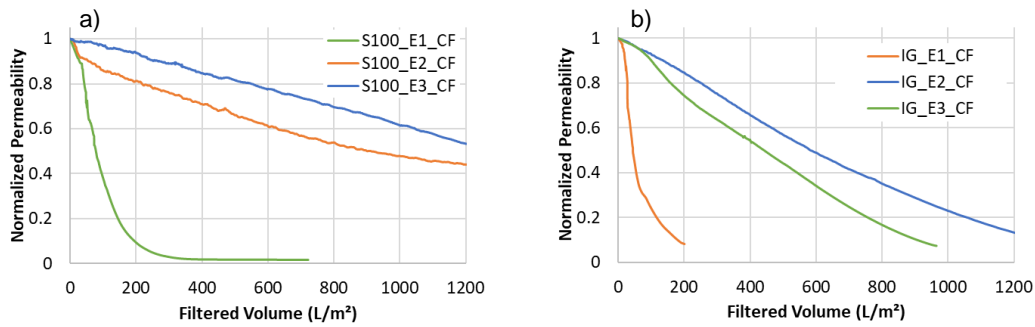 a)
S100_E1_CF
S100_E2_CF
S100_E3_CF
Normalized Permeability
1
0.8
0.6
0.4
0.2
0
0 200 400 600 800 1000 1200
Filtered Volume (L/m²)
b)
IG_E1_CF
IG_E2_CF
IG_E3_CF
Normalized Permeability
1
0.8
0.6
0.4
0.2
0
0 200 400 600 800 1000 1200
Filtered Volume (L/m²)